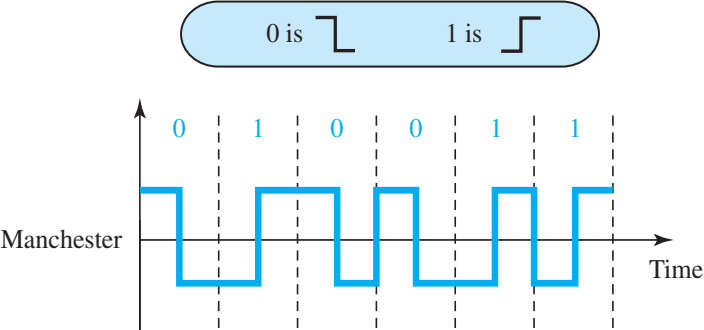 0 is 1 is
0 1 0 0 1 1
Manchester
Time